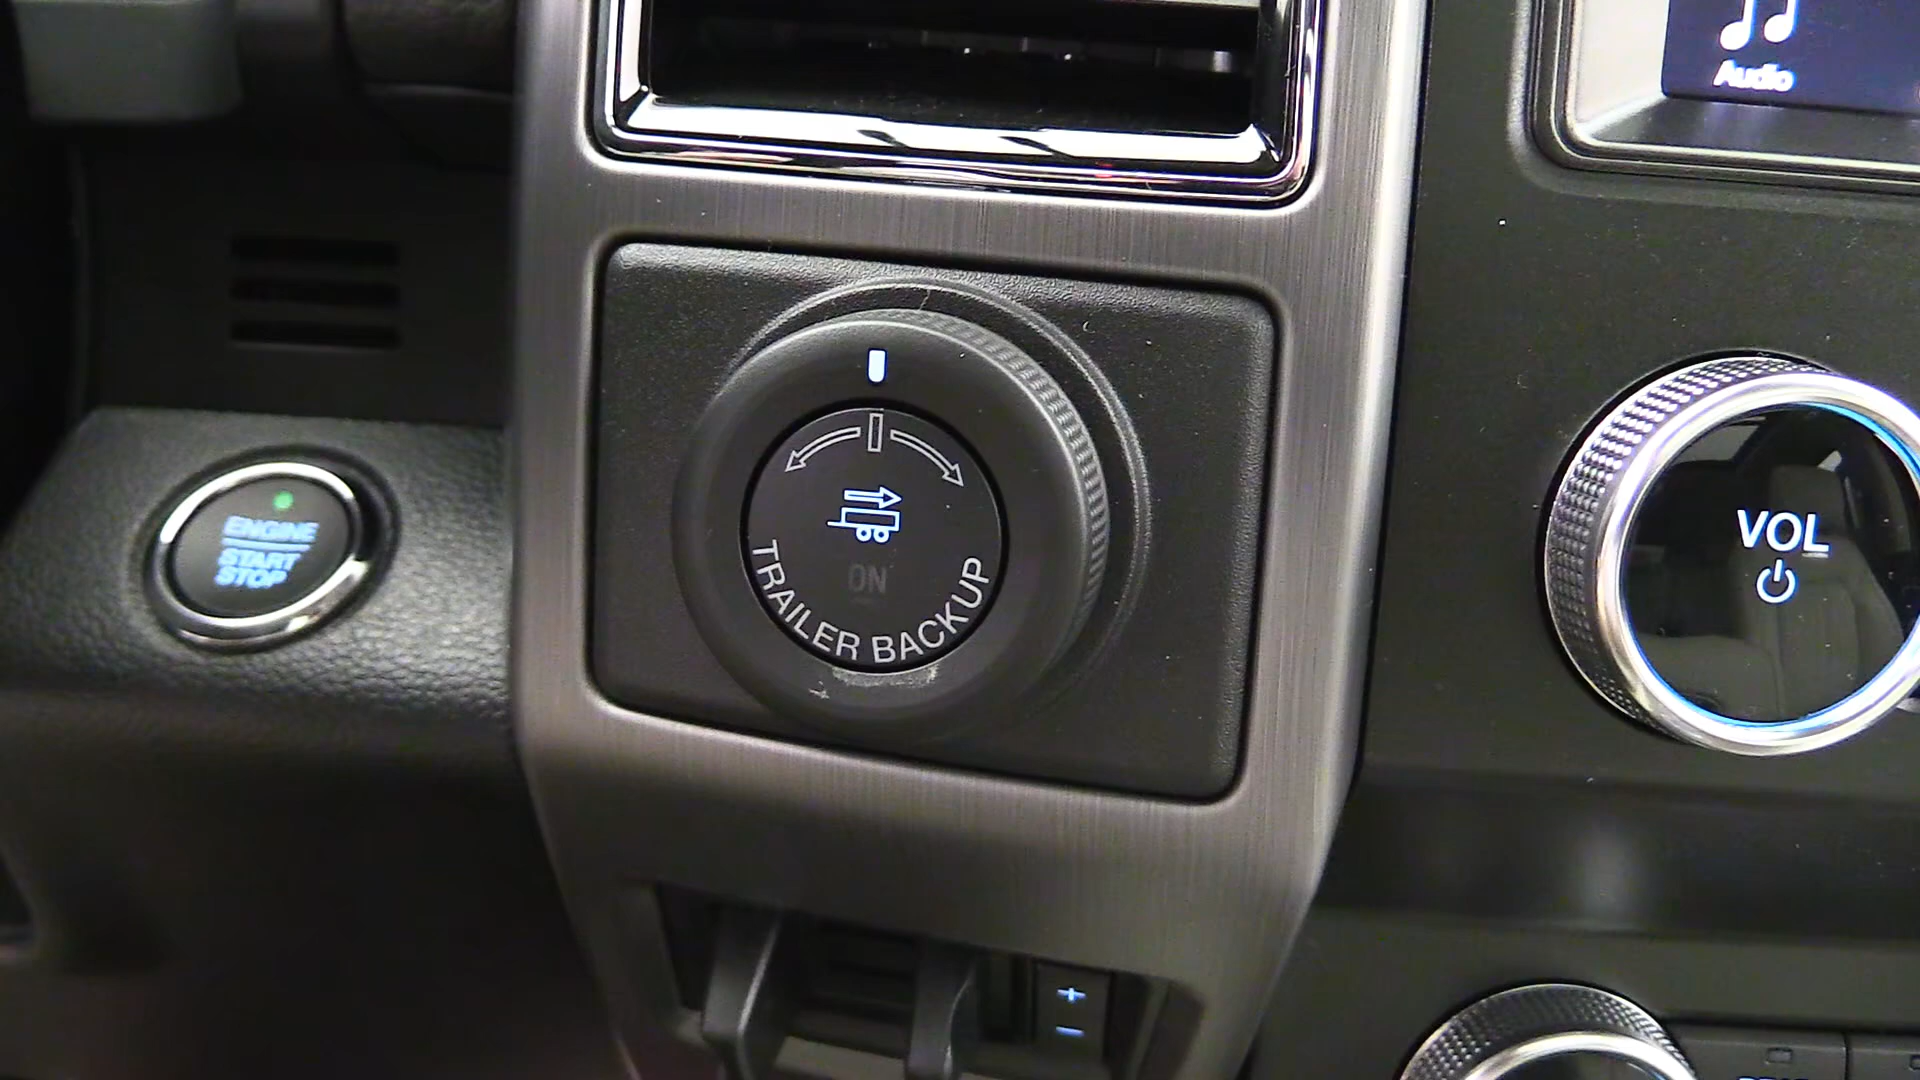 Audio
ENGINE
START
STOP
ON
TRAILER BACKUP
VOL
+
-